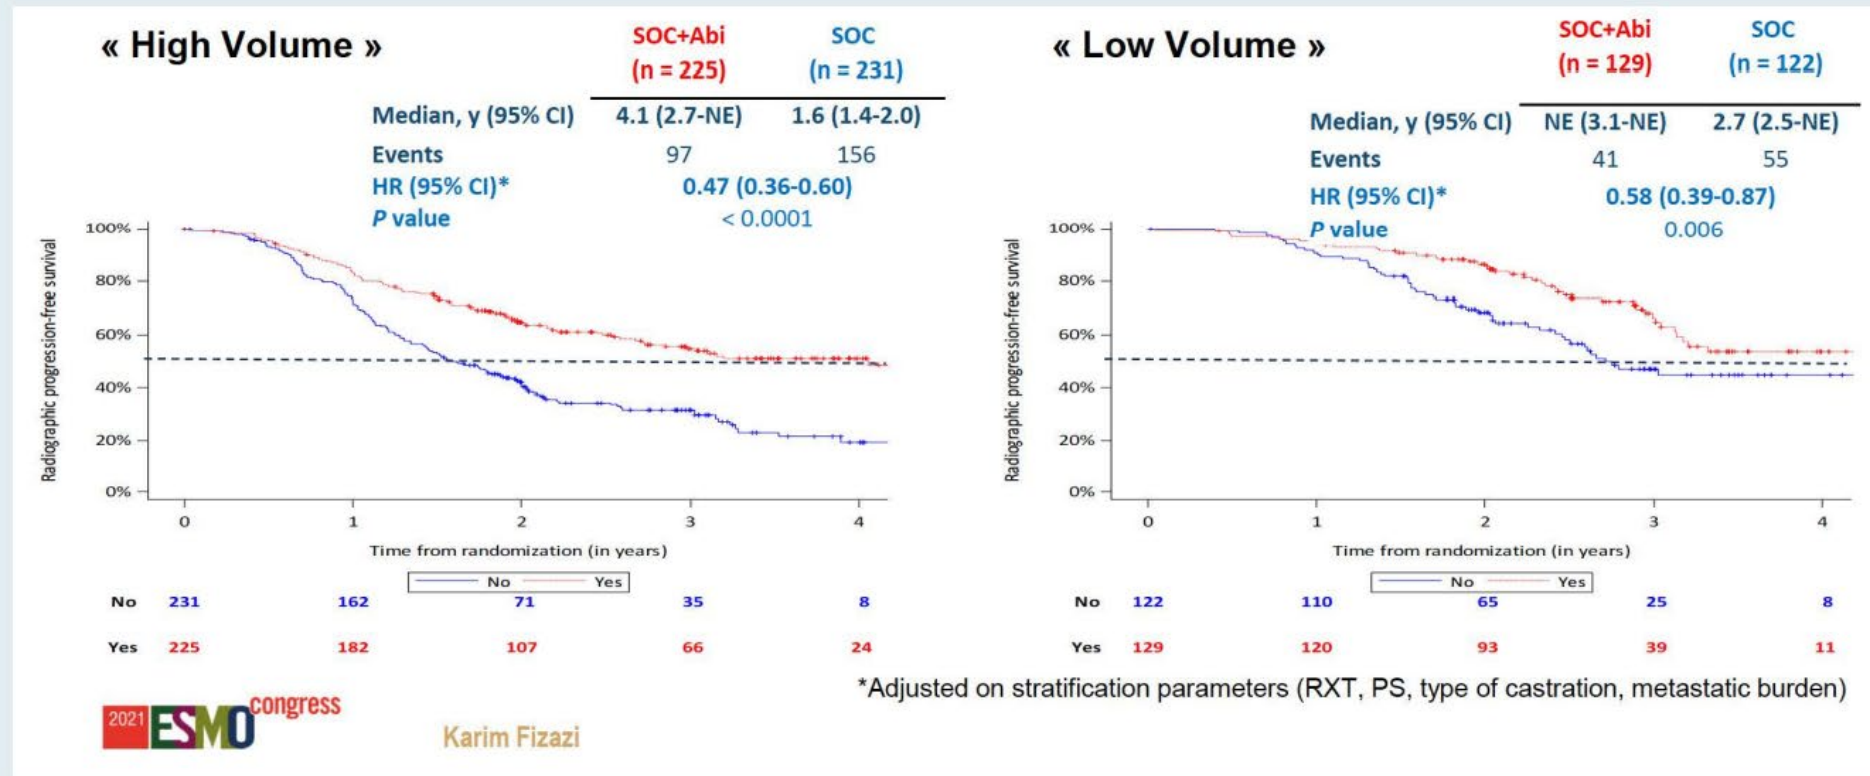 « High Volume »
SOC+Abi SOC
(n = 225) (n = 231)
Median, y (95% CI) 4.1 (2.7-NE) 1.6 (1.4-2.0)
Events 97 156
HR (95% CI)* 0.47 (0.36-0.60)
P value < 0.0001
Radiographic progression-free survival
100%
80%
60%
40%
20%
0%
0 1 2 3 4
Time from randomization (in years)
No Yes
No 231 162 71 35 8
Yes 225 182 107 66 24
« Low Volume »
SOC+Abi SOC
(n = 129) (n = 122)
Median, y (95% CI) NE (3.1-NE) 2.7 (2.5-NE)
Events 41 55
HR (95% CI)* 0.58 (0.39-0.87)
P value 0.006
Radiographic progression-free survival
100%
80%
60%
40%
20%
0%
0 1 2 3 4
Time from randomization (in years)
No Yes
No 122 110 65 25 8
Yes 129 120 93 39 11
*Adjusted on stratification parameters (RXT, PS, type of castration, metastatic burden)
2021 ESMO congress
Karim Fizazi